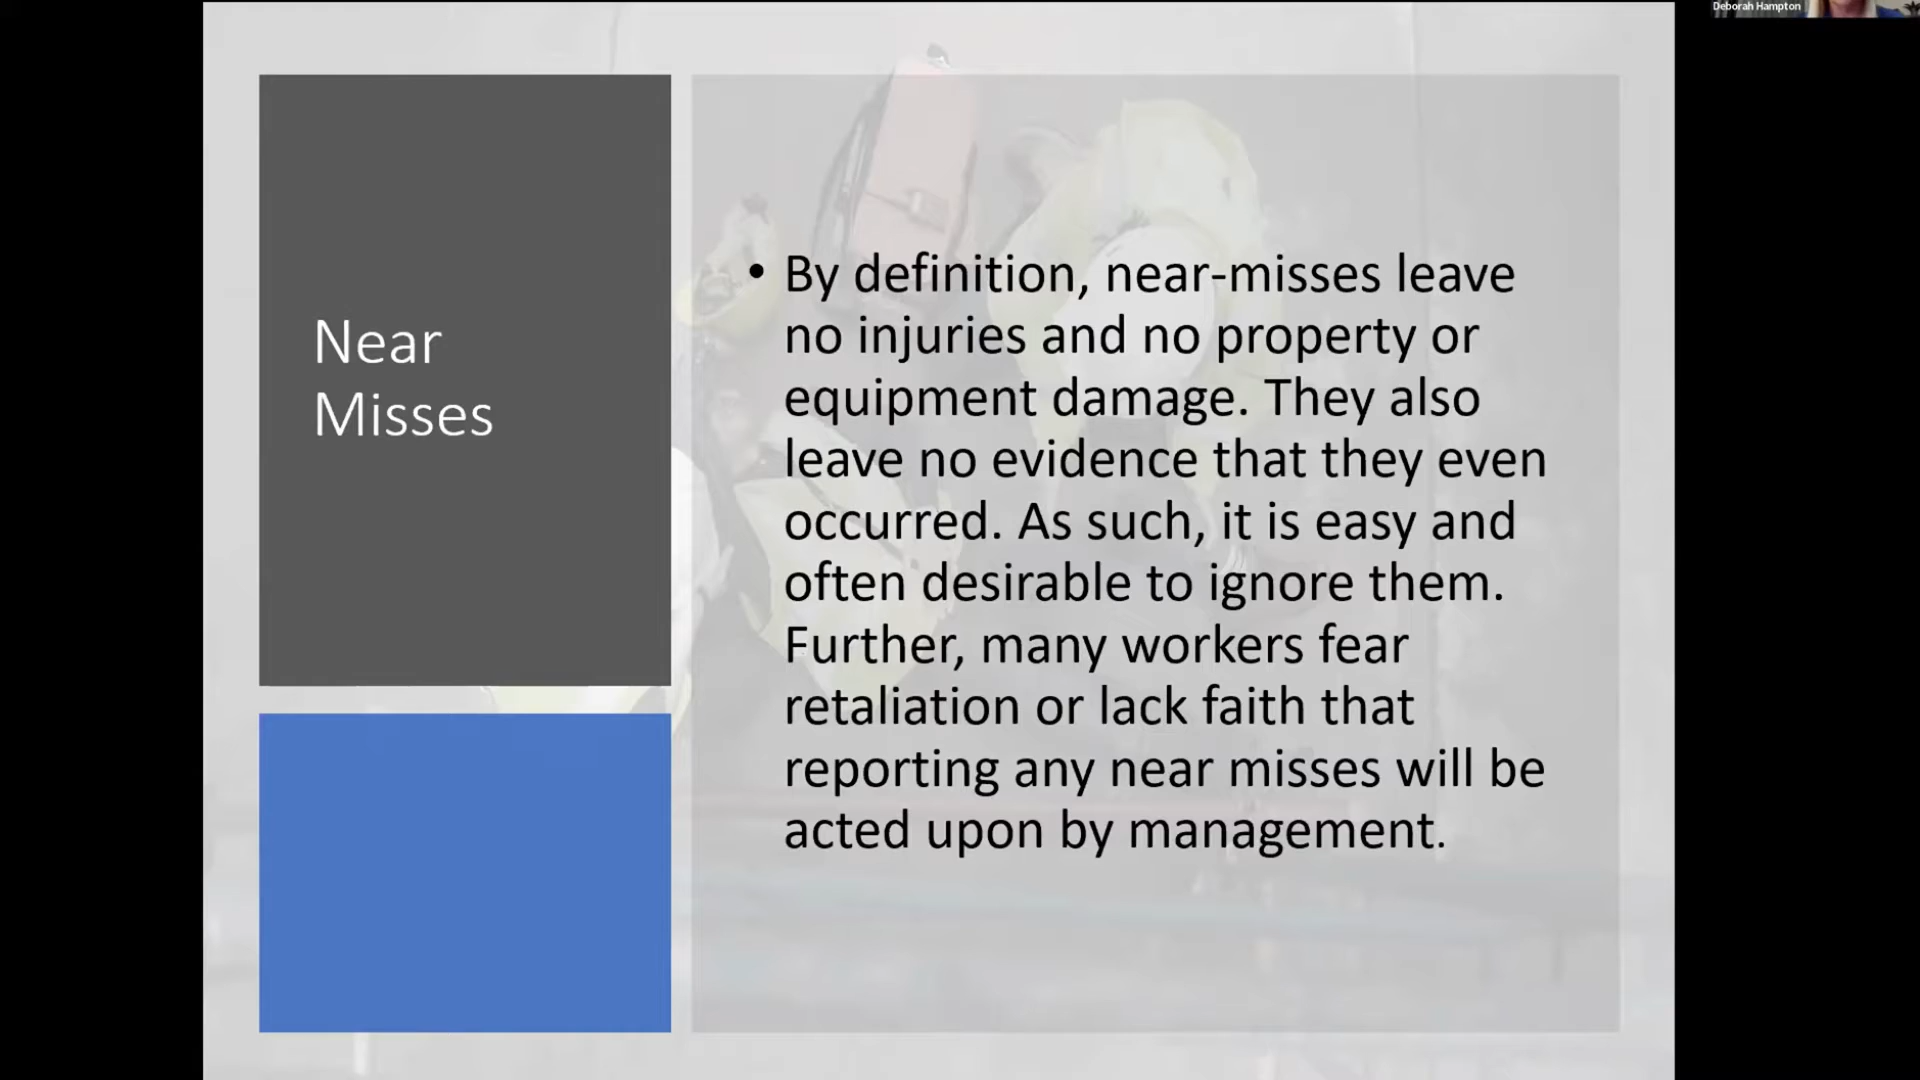 Deborah Hampton
Near
Misses
• By definition, near-misses leave
no injuries and no property or
equipment damage. They also
leave no evidence that they even
occurred. As such, it is easy and
often desirable to ignore them.
Further, many workers fear
retaliation or lack faith that
reporting any near misses will be
acted upon by management.